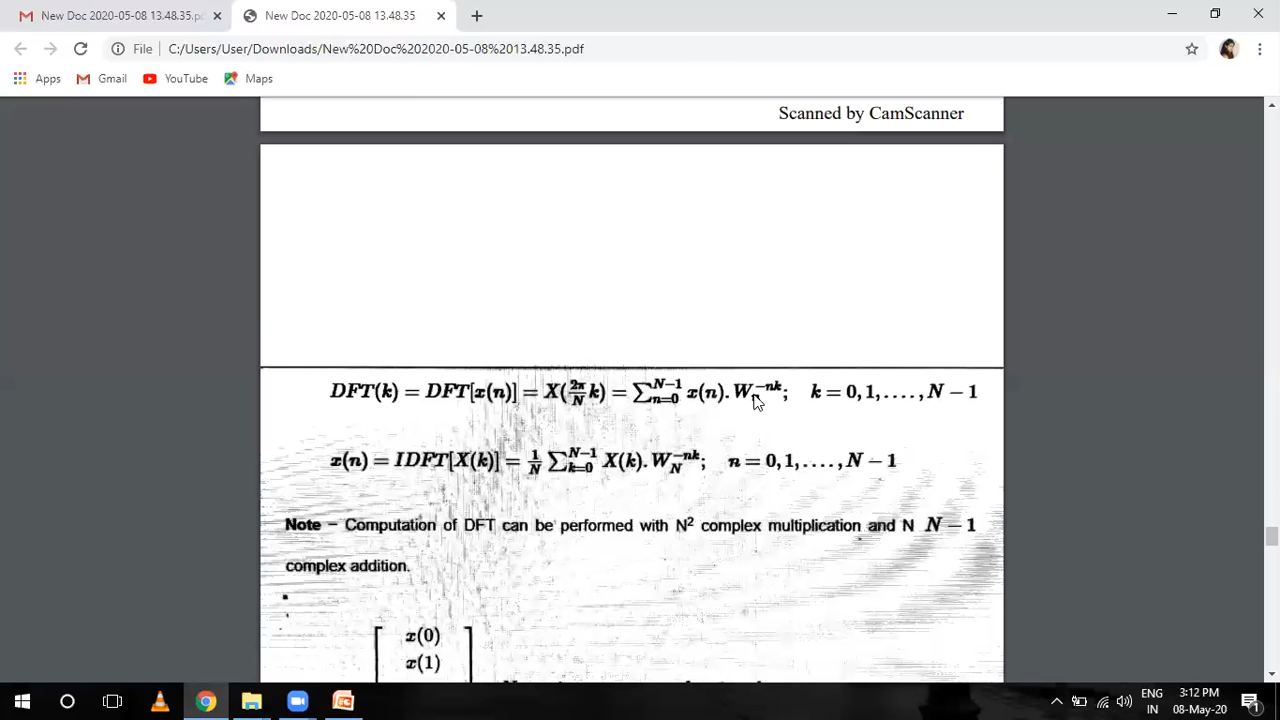 New Doc 2020-05-08 13.48.35.pd
New Doc 2020-05-08 13.48.35
File | C:/Users/User/Downloads/New%20Doc%202020-05-08%2013.48.35.pdf
Apps Gmail YouTube Maps
Scanned by CamScanner
DFT(k) = DFT[x(n)] = X(2π/N k) = ∑_{n=0}^{N−1} x(n).W^{−nk}; k = 0, 1, . . . . , N − 1
x(n) = IDFT[X(k)] = 1/N ∑_{k=0}^{N−1} X(k).W_N^{−nk}; n = 0, 1, . . . . , N − 1
Note − Computation of DFT can be performed with N² complex multiplication and N N − 1
complex addition.
x(0)
x(1)
ENG 3:12 PM
IN 08-May-20